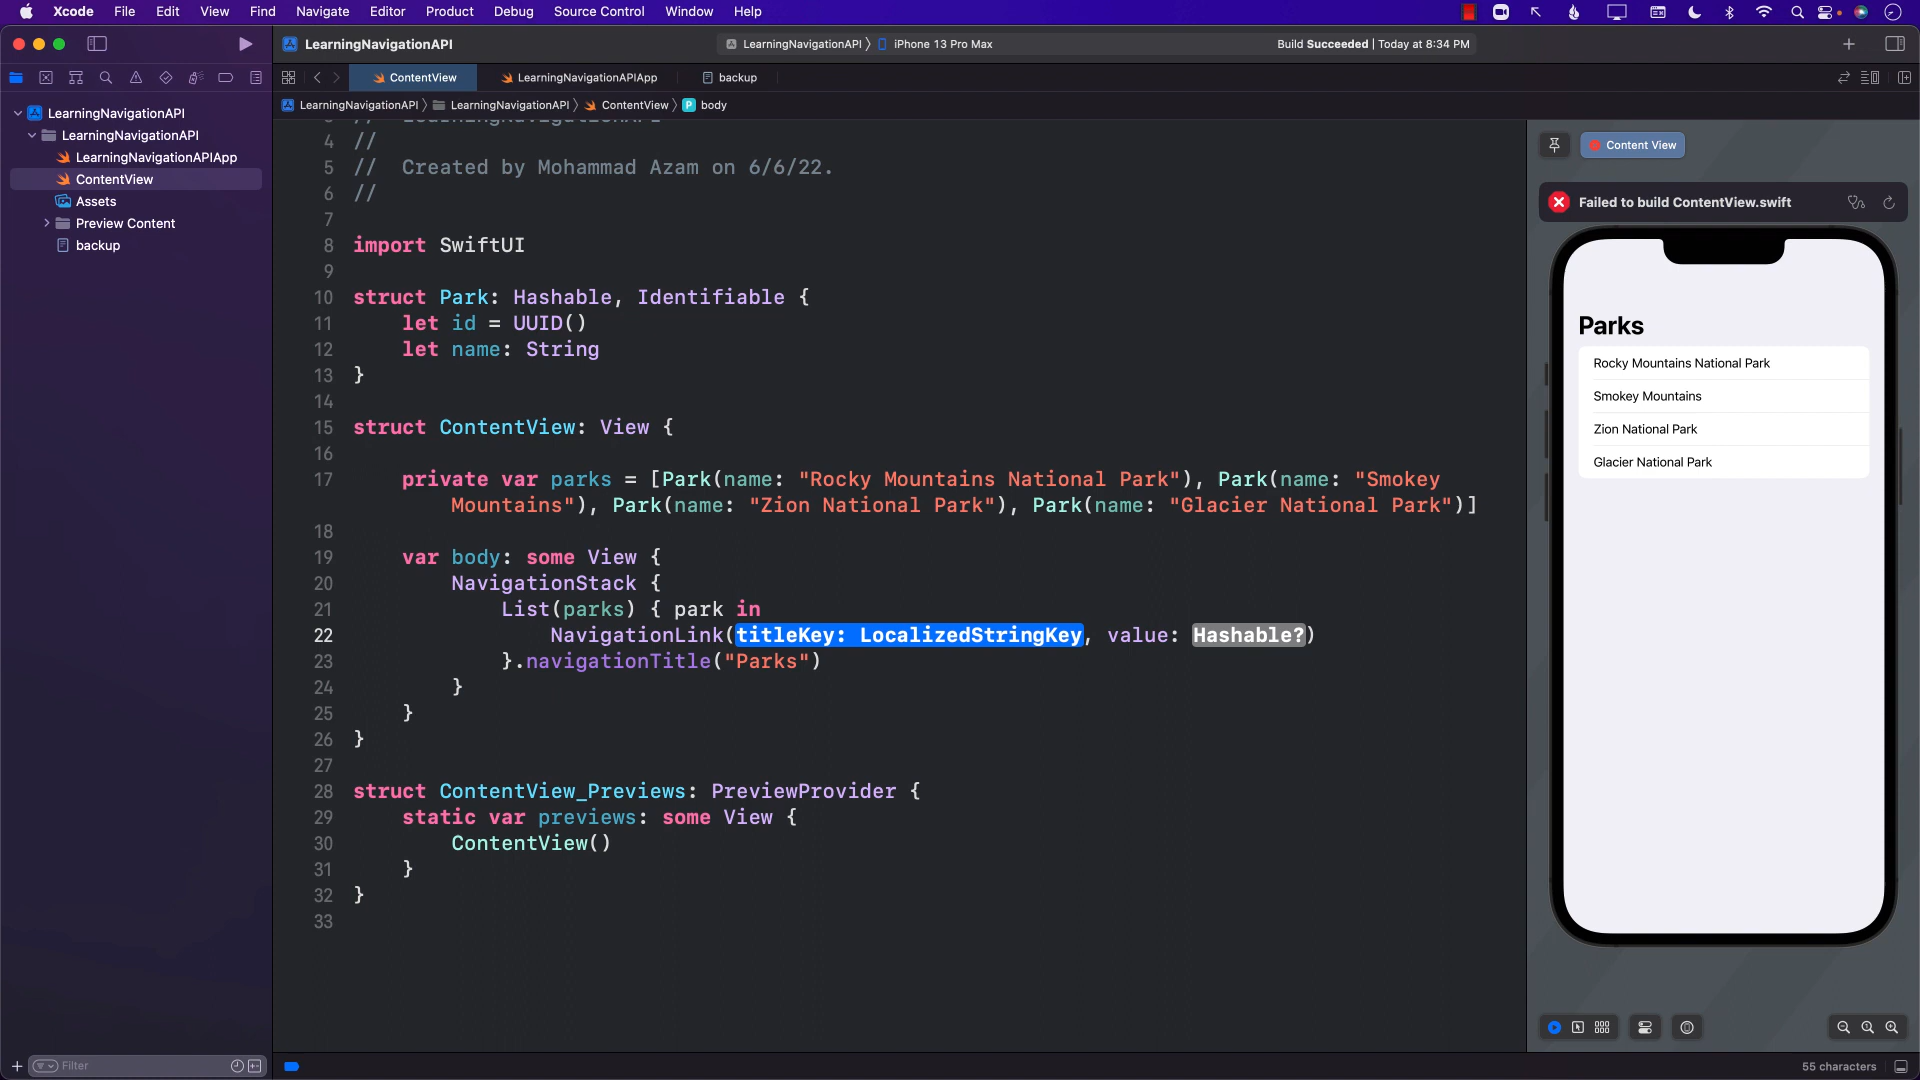 Xcode File Edit View Find Navigate Editor Product Debug Source Control Window Help
LearningNavigationAPI
LearningNavigationAPI iPhone 13 Pro Max
Build Succeeded | Today at 8:34 PM
ContentView
LearningNavigationAPIApp
backup
LearningNavigationAPI LearningNavigationAPI ContentView P body
LearningNavigationAPI
LearningNavigationAPI
LearningNavigationAPIApp
ContentView
Assets
Preview Content
backup
3 // LearningNavigationAPI
4 //
5 // Created by Mohammad Azam on 6/6/22.
6 //
7
8 import SwiftUI
9
10 struct Park: Hashable, Identifiable {
11 let id = UUID()
12 let name: String
13 }
14
15 struct ContentView: View {
16
17 private var parks = [Park(name: "Rocky Mountains National Park"), Park(name: "Smokey
Mountains"), Park(name: "Zion National Park"), Park(name: "Glacier National Park")]
18
19 var body: some View {
20 NavigationStack {
21 List(parks) { park in
22 NavigationLink(titleKey: LocalizedStringKey, value: Hashable?)
23 }.navigationTitle("Parks")
24 }
25 }
26 }
27
28 struct ContentView_Previews: PreviewProvider {
29 static var previews: some View {
30 ContentView()
31 }
32 }
33
Content View
Failed to build ContentView.swift
Parks
Rocky Mountains National Park
Smokey Mountains
Zion National Park
Glacier National Park
Filter
55 characters